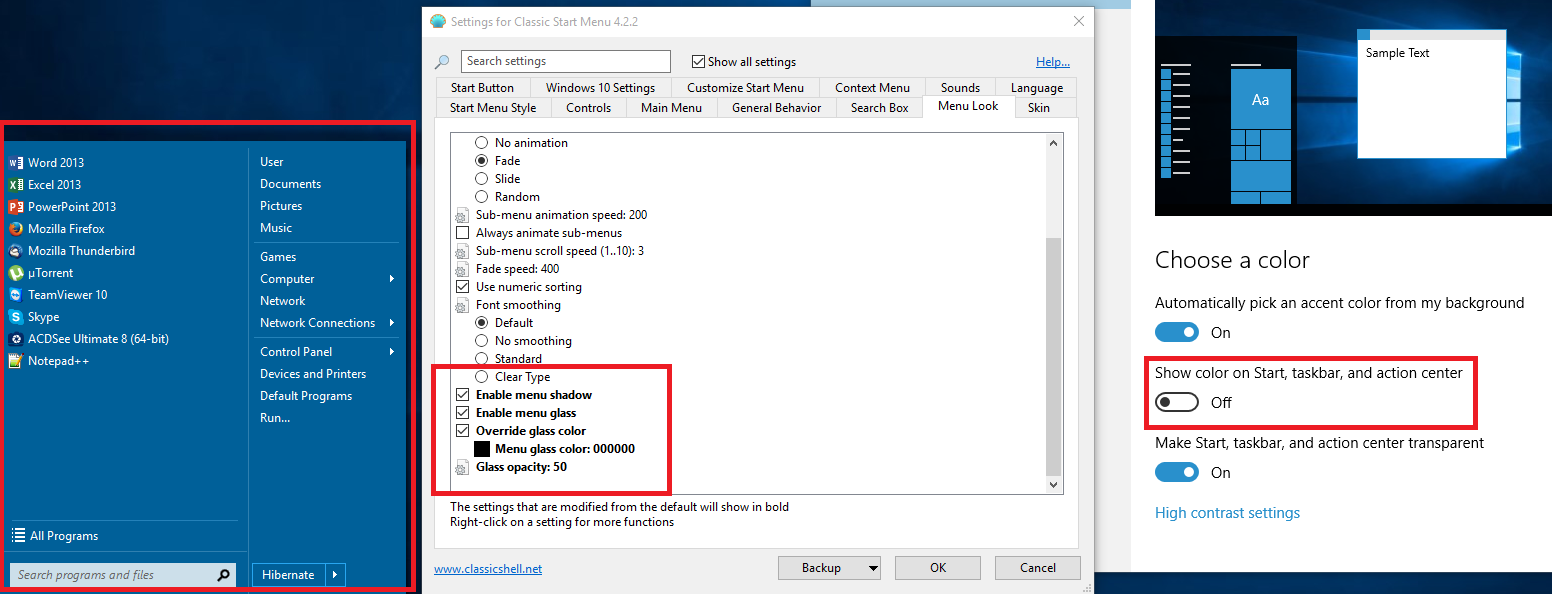 Word 2013
Excel 2013
PowerPoint 2013
Mozilla Firefox
Mozilla Thunderbird
µTorrent
TeamViewer 10
Skype
ACDSee Ultimate 8 (64-bit)
Notepad++
All Programs
Search programs and files
User
Documents
Pictures
Music
Games
Computer
Network
Network Connections
Control Panel
Devices and Printers
Default Programs
Run...
Hibernate
Settings for Classic Start Menu 4.2.2
Search settings
Show all settings
Help...
Start Button
Windows 10 Settings
Customize Start Menu
Context Menu
Sounds
Language
Start Menu Style
Controls
Main Menu
General Behavior
Search Box
Menu Look
Skin
No animation
Fade
Slide
Random
Sub-menu animation speed: 200
Always animate sub-menus
Sub-menu scroll speed (1..10): 3
Fade speed: 400
Use numeric sorting
Font smoothing
Default
No smoothing
Standard
Clear Type
Enable menu shadow
Enable menu glass
Override glass color
Menu glass color: 000000
Glass opacity: 50
The settings that are modified from the default will show in bold
Right-click on a setting for more functions
www.classicshell.net
Backup
OK
Cancel
Sample Text
Aa
Choose a color
Automatically pick an accent color from my background
On
Show color on Start, taskbar, and action center
Off
Make Start, taskbar, and action center transparent
On
High contrast settings